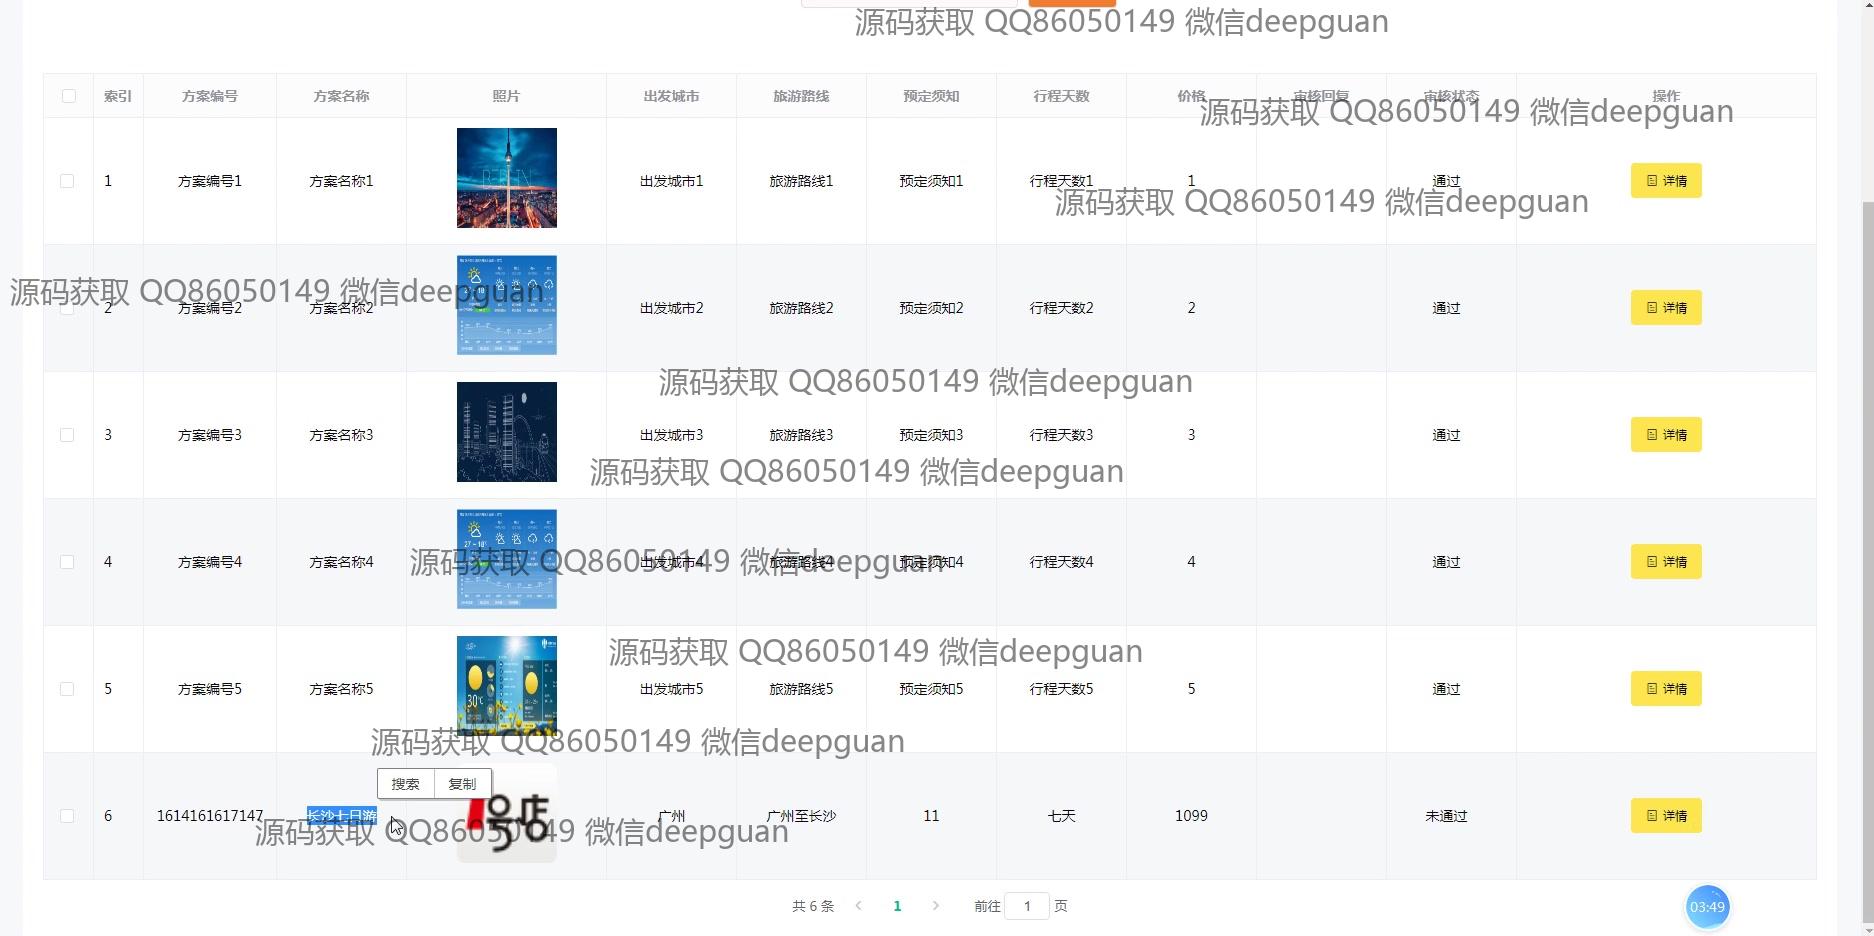 源码获取 QQ86050149 微信deepguan
索引 方案编号 方案名称 照片 出发城市 旅游路线 预定须知 行程天数 价格 审核回复 审核状态 操作
源码获取 QQ86050149 微信deepguan
1 方案编号1 方案名称1 出发城市1 旅游路线1 预定须知1 行程天数1 1 通过 详情
BERLIN
源码获取 QQ86050149 微信deepguan
源码获取 QQ86050149 微信deepguan
2 方案编号2 方案名称2 出发城市2 旅游路线2 预定须知2 行程天数2 2 通过 详情
源码获取 QQ86050149 微信deepguan
3 方案编号3 方案名称3 出发城市3 旅游路线3 预定须知3 行程天数3 3 通过 详情
源码获取 QQ86050149 微信deepguan
27 ~ 18°
4 方案编号4 方案名称4 出发城市4 旅游路线4 预定须知4 行程天数4 4 通过 详情
源码获取 QQ86050149 微信deepguan
源码获取 QQ86050149 微信deepguan
5 方案编号5 方案名称5 出发城市5 旅游路线5 预定须知5 行程天数5 5 通过 详情
30℃
源码获取 QQ86050149 微信deepguan
搜索 复制
6 1614161617147 长沙七日游 1号店 广州 广州至长沙 11 七天 1099 未通过 详情
源码获取 QQ86050149 微信deepguan
共 6 条 1 前往 1 页
03:49